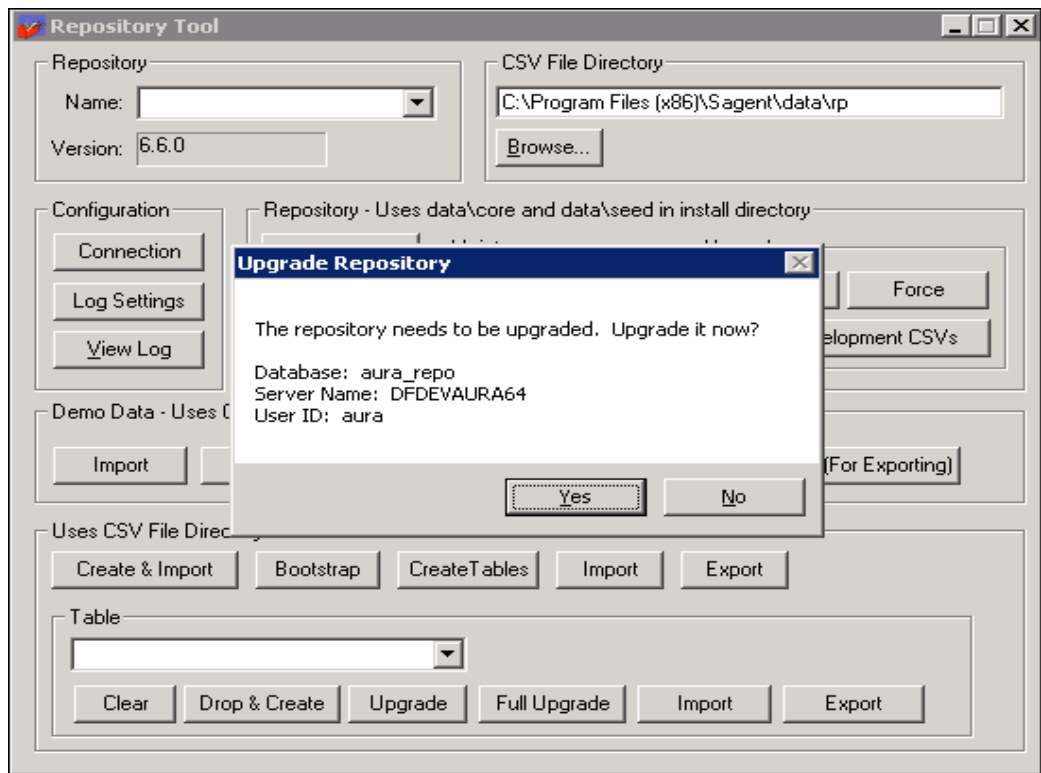 Repository Tool
Repository
Name:
Version: 6.6.0
CSV File Directory
C:\Program Files (x86)\Sagent\data\rp
Browse...
Configuration
Connection
Log Settings
View Log
Repository - Uses data\core and data\seed in install directory
Force
elopment CSVs
Upgrade Repository
The repository needs to be upgraded.  Upgrade it now?
Database:  aura_repo
Server Name:  DFDEVAURA64
User ID:  aura
Yes No
Demo Data - Uses
Import
(For Exporting)
Uses CSV File Direc
Create & Import Bootstrap CreateTables Import Export
Table
Clear Drop & Create Upgrade Full Upgrade Import Export